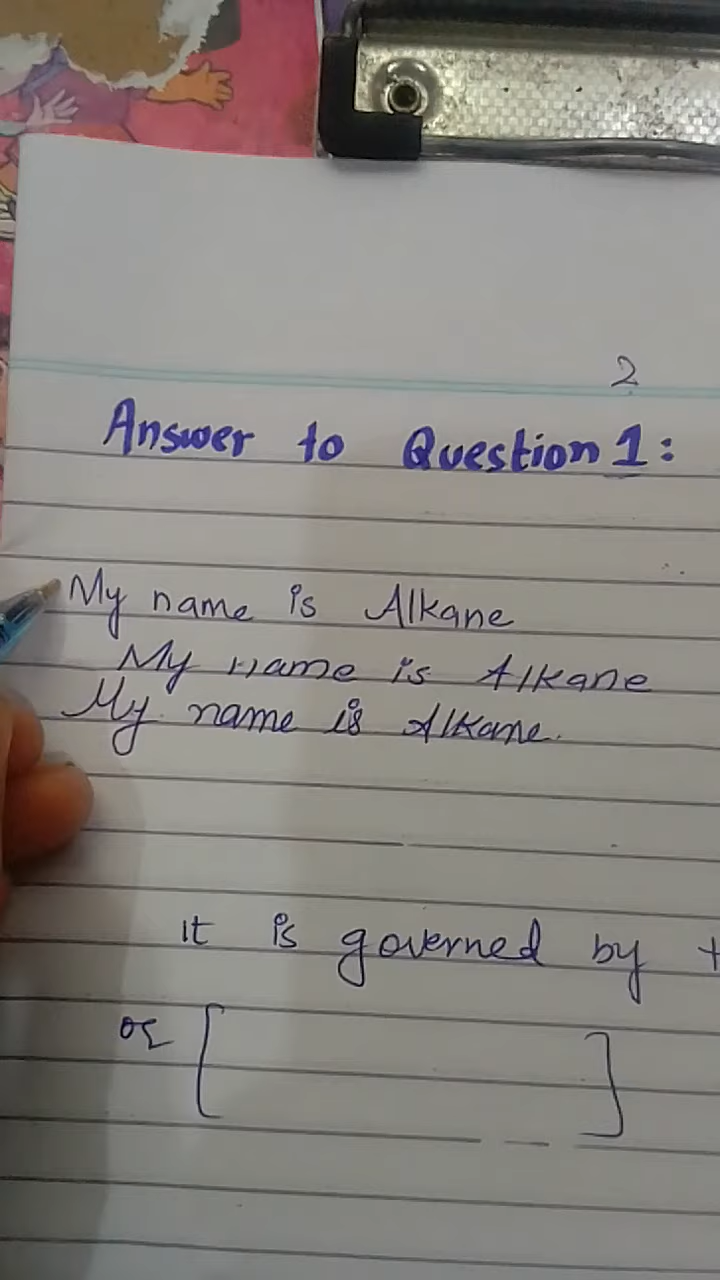 2
Answer to Question 1:
My name is Alkane
My name is Alkane
My name is Alkane.
It is governed by